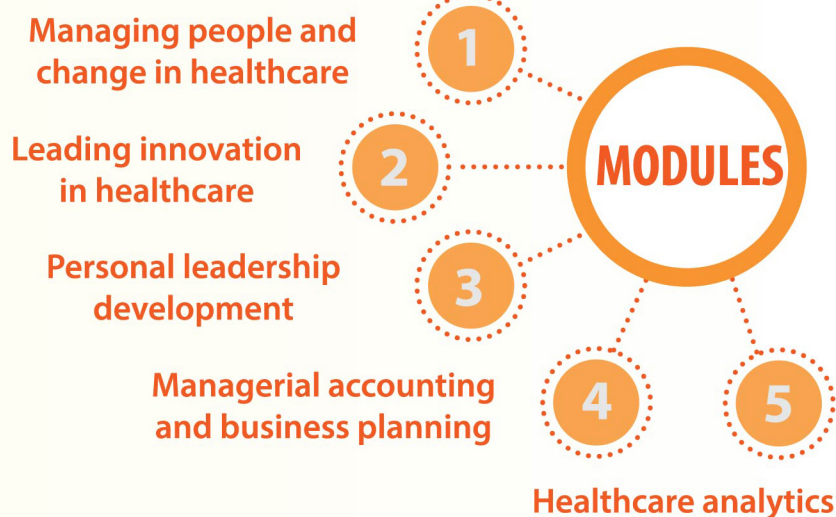 Managing people and
change in healthcare
1
Leading innovation
in healthcare
2
MODULES
Personal leadership
development
3
Managerial accounting
and business planning
4
5
Healthcare analytics